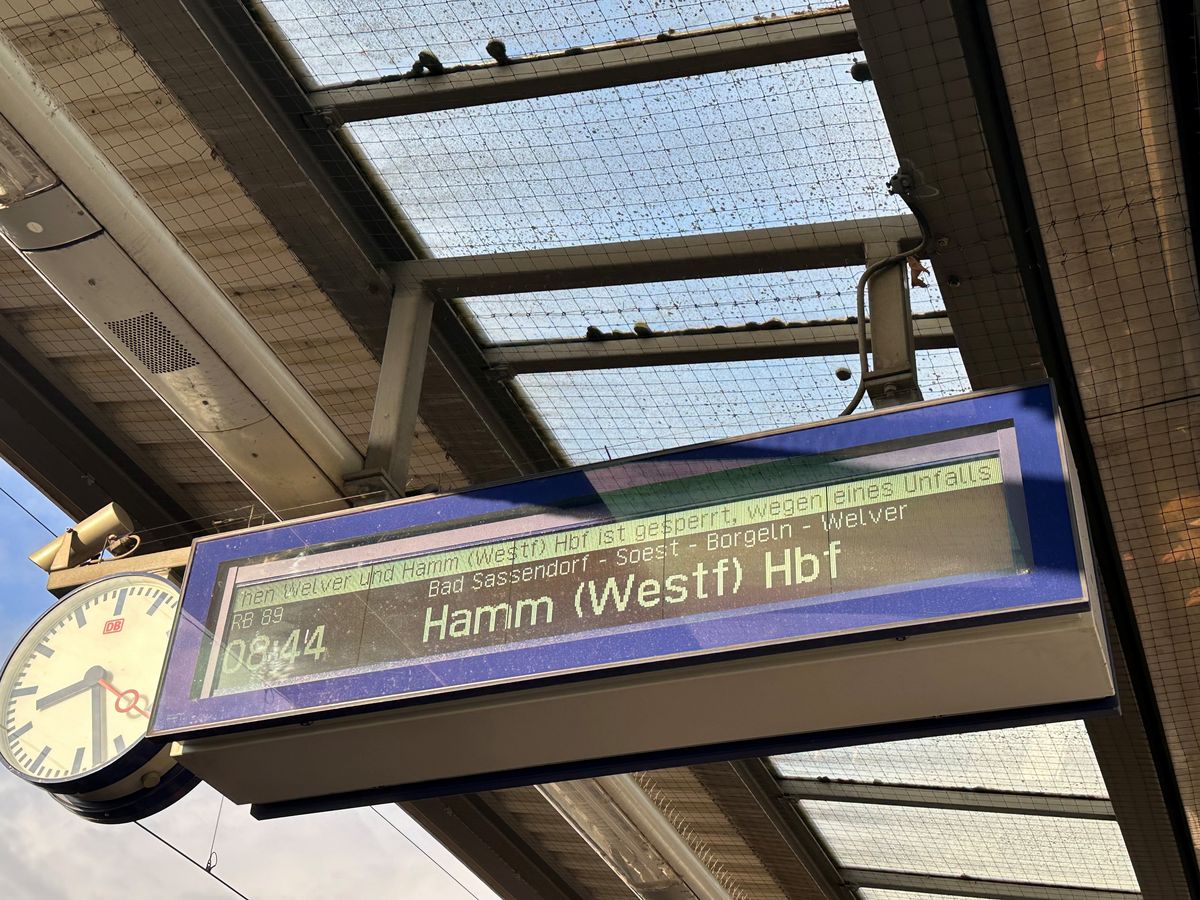 hen Welver und Hamm (Westf) Hbf ist gesperrt, wegen eines Unfalls
RB 89
Bad Sassendorf - Soest - Borgeln - Welver
08:44
Hamm (Westf) Hbf
DB